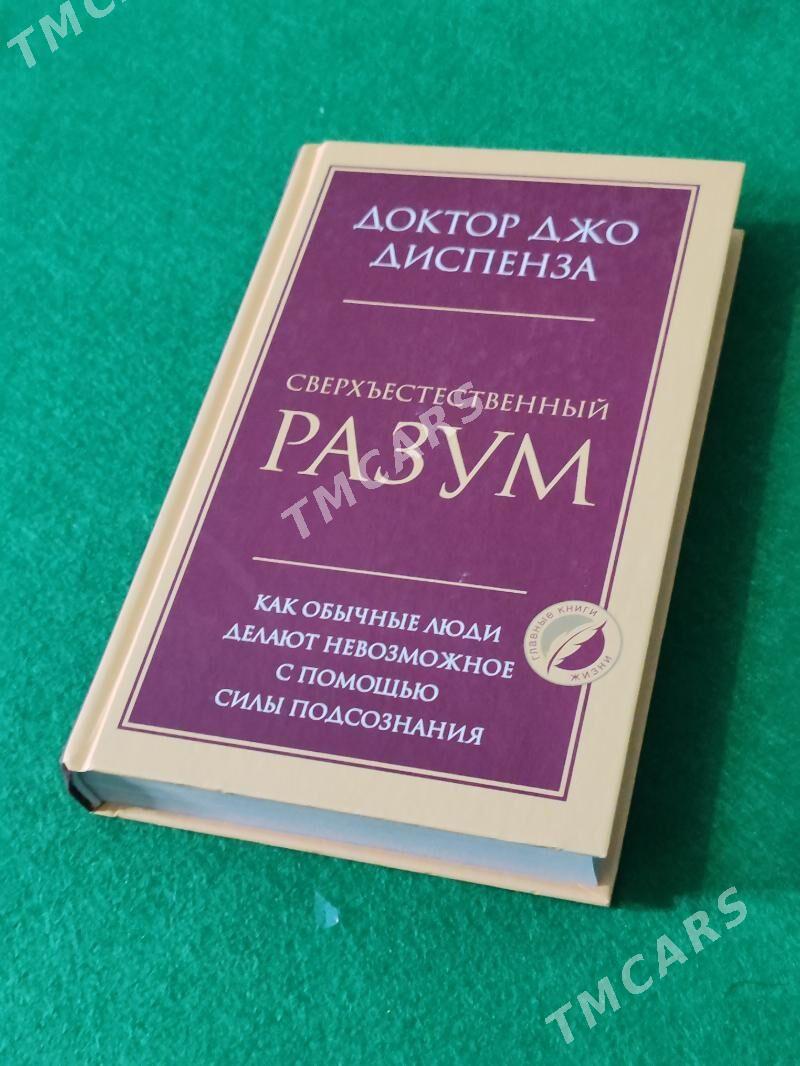 TMCARS
ДОКТОР ДЖО
ДИСПЕНЗА
СВЕРХЪЕСТЕСТВЕННЫЙ
РАЗУМ
TMCARS
КАК ОБЫЧНЫЕ ЛЮДИ
ДЕЛАЮТ НЕВОЗМОЖНОЕ
С ПОМОЩЬЮ
СИЛЫ ПОДСОЗНАНИЯ
ГЛАВНЫЕ КНИГИ
ЖИЗНИ
TMCARS